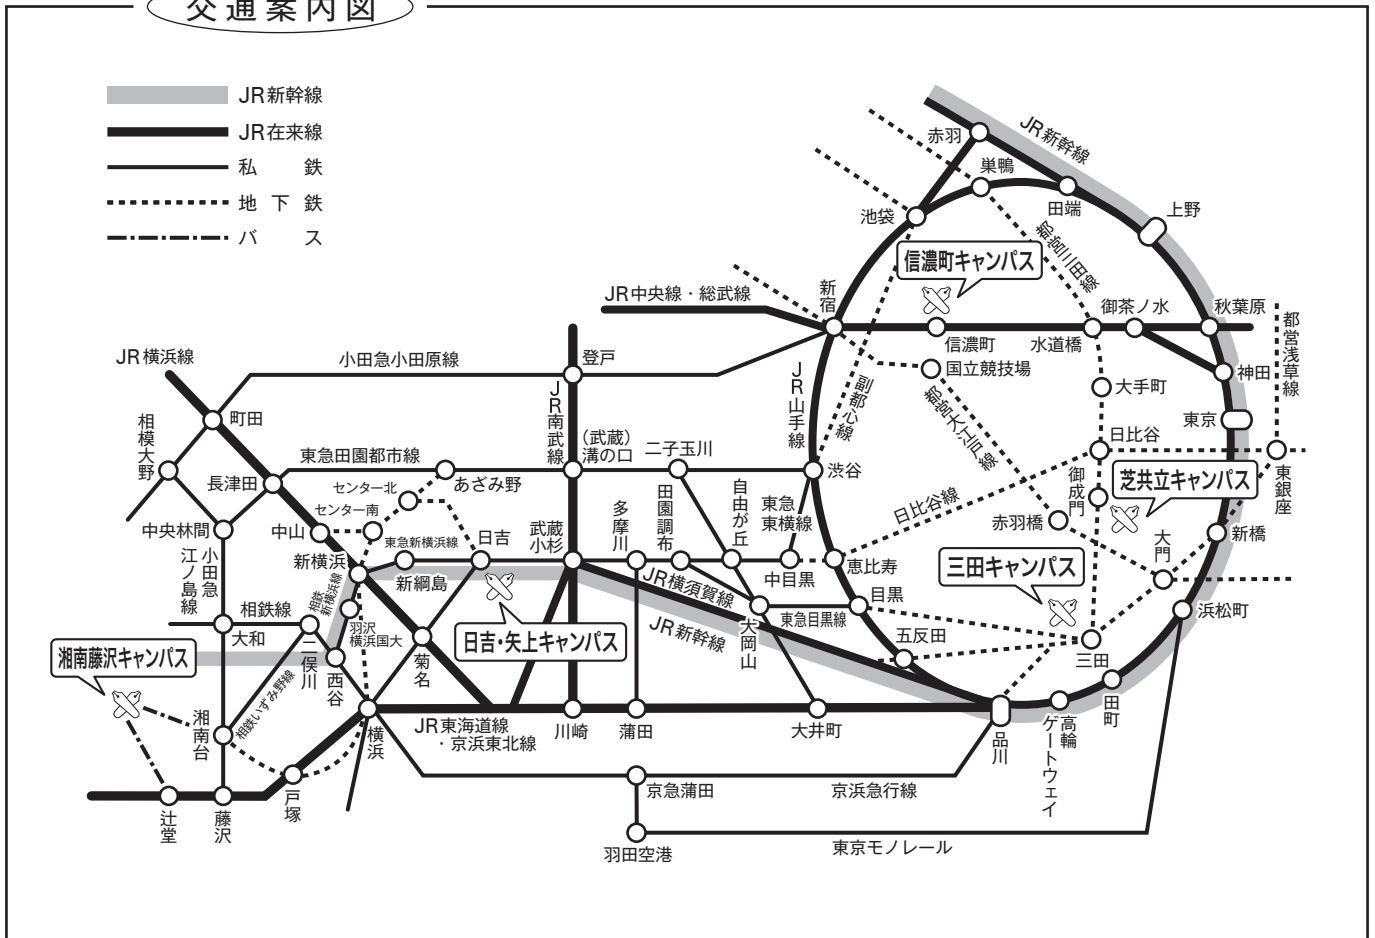 交通案内図
JR新幹線
JR在来線
私鉄
地下鉄
バス
JR新幹線
赤羽
巣鴨
田端
上野
池袋
都営三田線
信濃町キャンパス
新宿
JR中央線・総武線
御茶ノ水
秋葉原
都営浅草線
信濃町
水道橋
JR横浜線
小田急小田原線
登戸
国立競技場
神田
JR山手線
副都心線
都営大江戸線
大手町
JR南武線
町田
東京
相模大野
(武蔵)
溝の口
二子玉川
日比谷
東急田園都市線
渋谷
御成門
芝共立キャンパス
東銀座
長津田
センター北
あざみ野
センター南
多摩川
田園調布
自由が丘
東急
東横線
日比谷線
赤羽橋
中央林間
中山
日吉
武蔵
小杉
大門
新橋
小田急
江ノ島線
東急新横浜線
新横浜
新綱島
中目黒
恵比寿
三田キャンパス
JR横須賀線
相鉄
新横浜線
相鉄線
目黒
浜松町
東急目黒線
羽沢
横浜国大
JR新幹線
大岡山
大和
日吉・矢上キャンパス
五反田
湘南藤沢キャンパス
二俣川
西谷
菊名
三田
相鉄いずみ野線
湘南台
田町
横浜
JR東海道線
・京浜東北線
川崎
蒲田
大井町
品川
高輪
ゲートウェイ
戸塚
京急蒲田
京浜急行線
辻堂
藤沢
羽田空港
東京モノレール